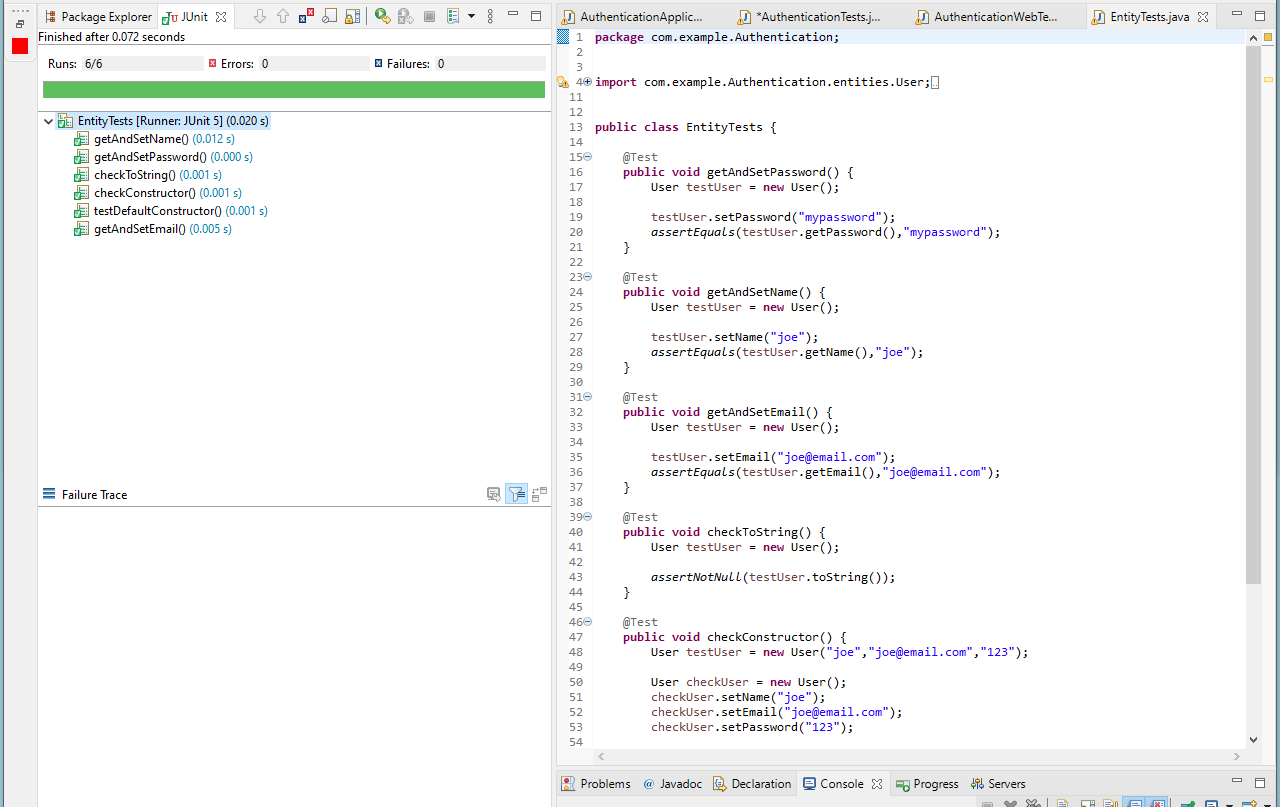 Package Explorer
JUnit
Finished after 0.072 seconds
Runs: 6/6
Errors: 0
Failures: 0
EntityTests [Runner: JUnit 5] (0.020 s)
getAndSetName() (0.012 s)
getAndSetPassword() (0.000 s)
checkToString() (0.001 s)
checkConstructor() (0.001 s)
testDefaultConstructor() (0.001 s)
getAndSetEmail() (0.005 s)
Failure Trace
AuthenticationApplic...
*AuthenticationTests.j...
AuthenticationWebTe...
EntityTests.java
1 package com.example.Authentication;
2
3
4 import com.example.Authentication.entities.User;
11
12
13 public class EntityTests {
14
15 @Test
16 public void getAndSetPassword() {
17 User testUser = new User();
18
19 testUser.setPassword("mypassword");
20 assertEquals(testUser.getPassword(),"mypassword");
21 }
22
23 @Test
24 public void getAndSetName() {
25 User testUser = new User();
26
27 testUser.setName("joe");
28 assertEquals(testUser.getName(),"joe");
29 }
30
31 @Test
32 public void getAndSetEmail() {
33 User testUser = new User();
34
35 testUser.setEmail("joe@email.com");
36 assertEquals(testUser.getEmail(),"joe@email.com");
37 }
38
39 @Test
40 public void checkToString() {
41 User testUser = new User();
42
43 assertNotNull(testUser.toString());
44 }
45
46 @Test
47 public void checkConstructor() {
48 User testUser = new User("joe","joe@email.com","123");
49
50 User checkUser = new User();
51 checkUser.setName("joe");
52 checkUser.setEmail("joe@email.com");
53 checkUser.setPassword("123");
54
Problems
@ Javadoc
Declaration
Console
Progress
Servers